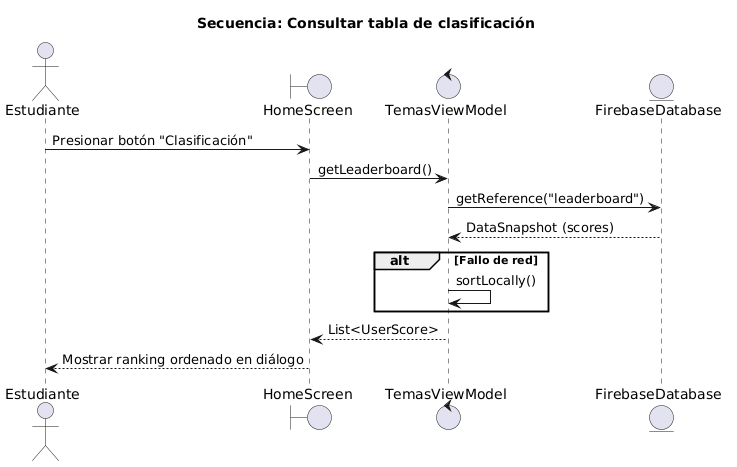 Secuencia: Consultar tabla de clasificación
Estudiante
HomeScreen
TemasViewModel
FirebaseDatabase
Presionar botón "Clasificación"
getLeaderboard()
getReference("leaderboard")
DataSnapshot (scores)
alt
[Fallo de red]
sortLocally()
List<UserScore>
Mostrar ranking ordenado en diálogo
Estudiante
HomeScreen
TemasViewModel
FirebaseDatabase